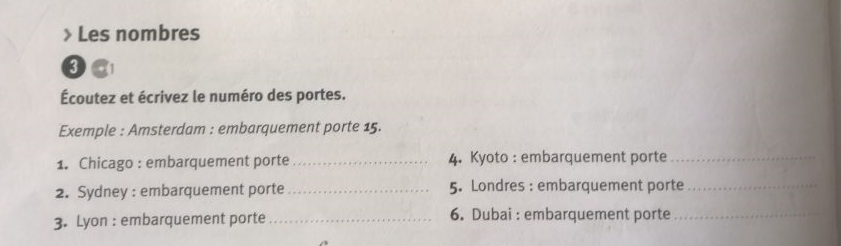 > Les nombres
3 1
Écoutez et écrivez le numéro des portes.
Exemple : Amsterdam : embarquement porte 15.
1. Chicago : embarquement porte ..............................
2. Sydney : embarquement porte ..............................
3. Lyon : embarquement porte ..............................
4. Kyoto : embarquement porte ..............................
5. Londres : embarquement porte ..............................
6. Dubai : embarquement porte ..............................